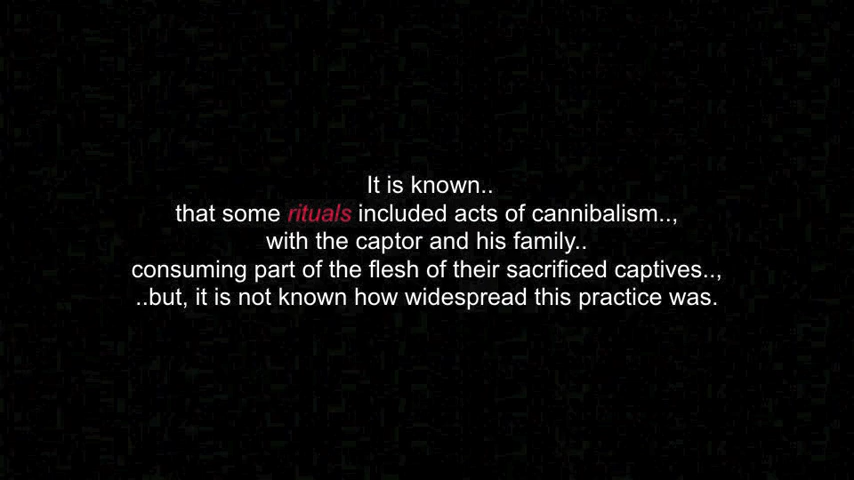 It is known..
that some rituals included acts of cannibalism..,
with the captor and his family..
consuming part of the flesh of their sacrificed captives..,
..but, it is not known how widespread this practice was.